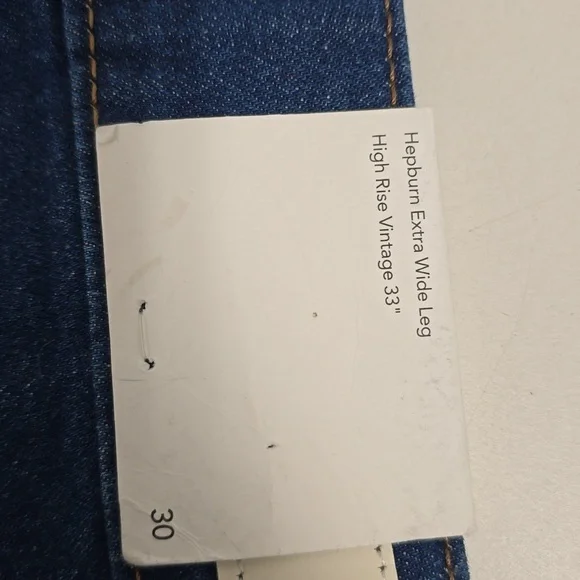 Hepburn Extra Wide Leg
High Rise Vintage 33"
30